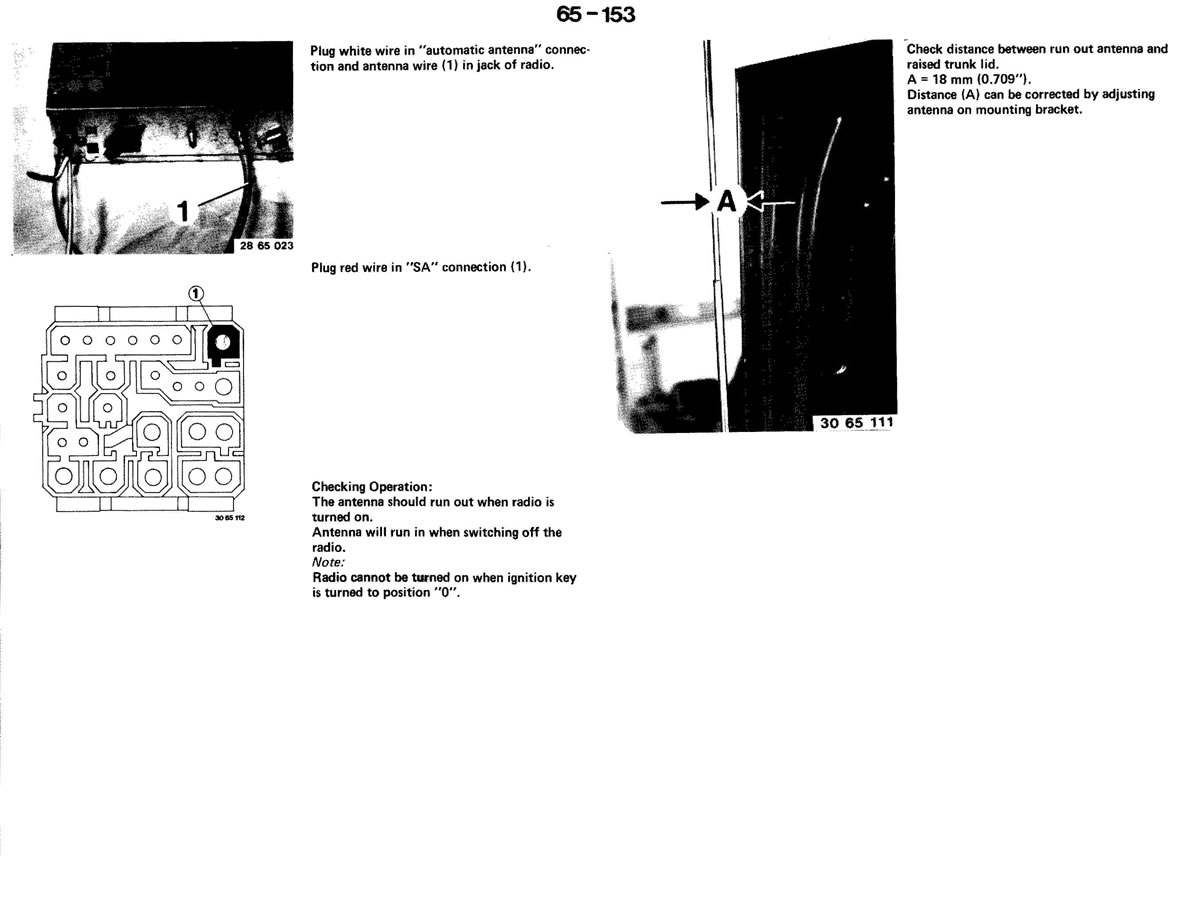 65-153
Plug white wire in "automatic antenna" connec-
tion and antenna wire (1) in jack of radio.
1
28 65 023
Plug red wire in "SA" connection (1).
1
30 65 112
Checking Operation:
The antenna should run out when radio is
turned on.
Antenna will run in when switching off the
radio.
Note:
Radio cannot be turned on when ignition key
is turned to position "0".
Check distance between run out antenna and
raised trunk lid.
A = 18 mm (0.709").
Distance (A) can be corrected by adjusting
antenna on mounting bracket.
A
30 65 111